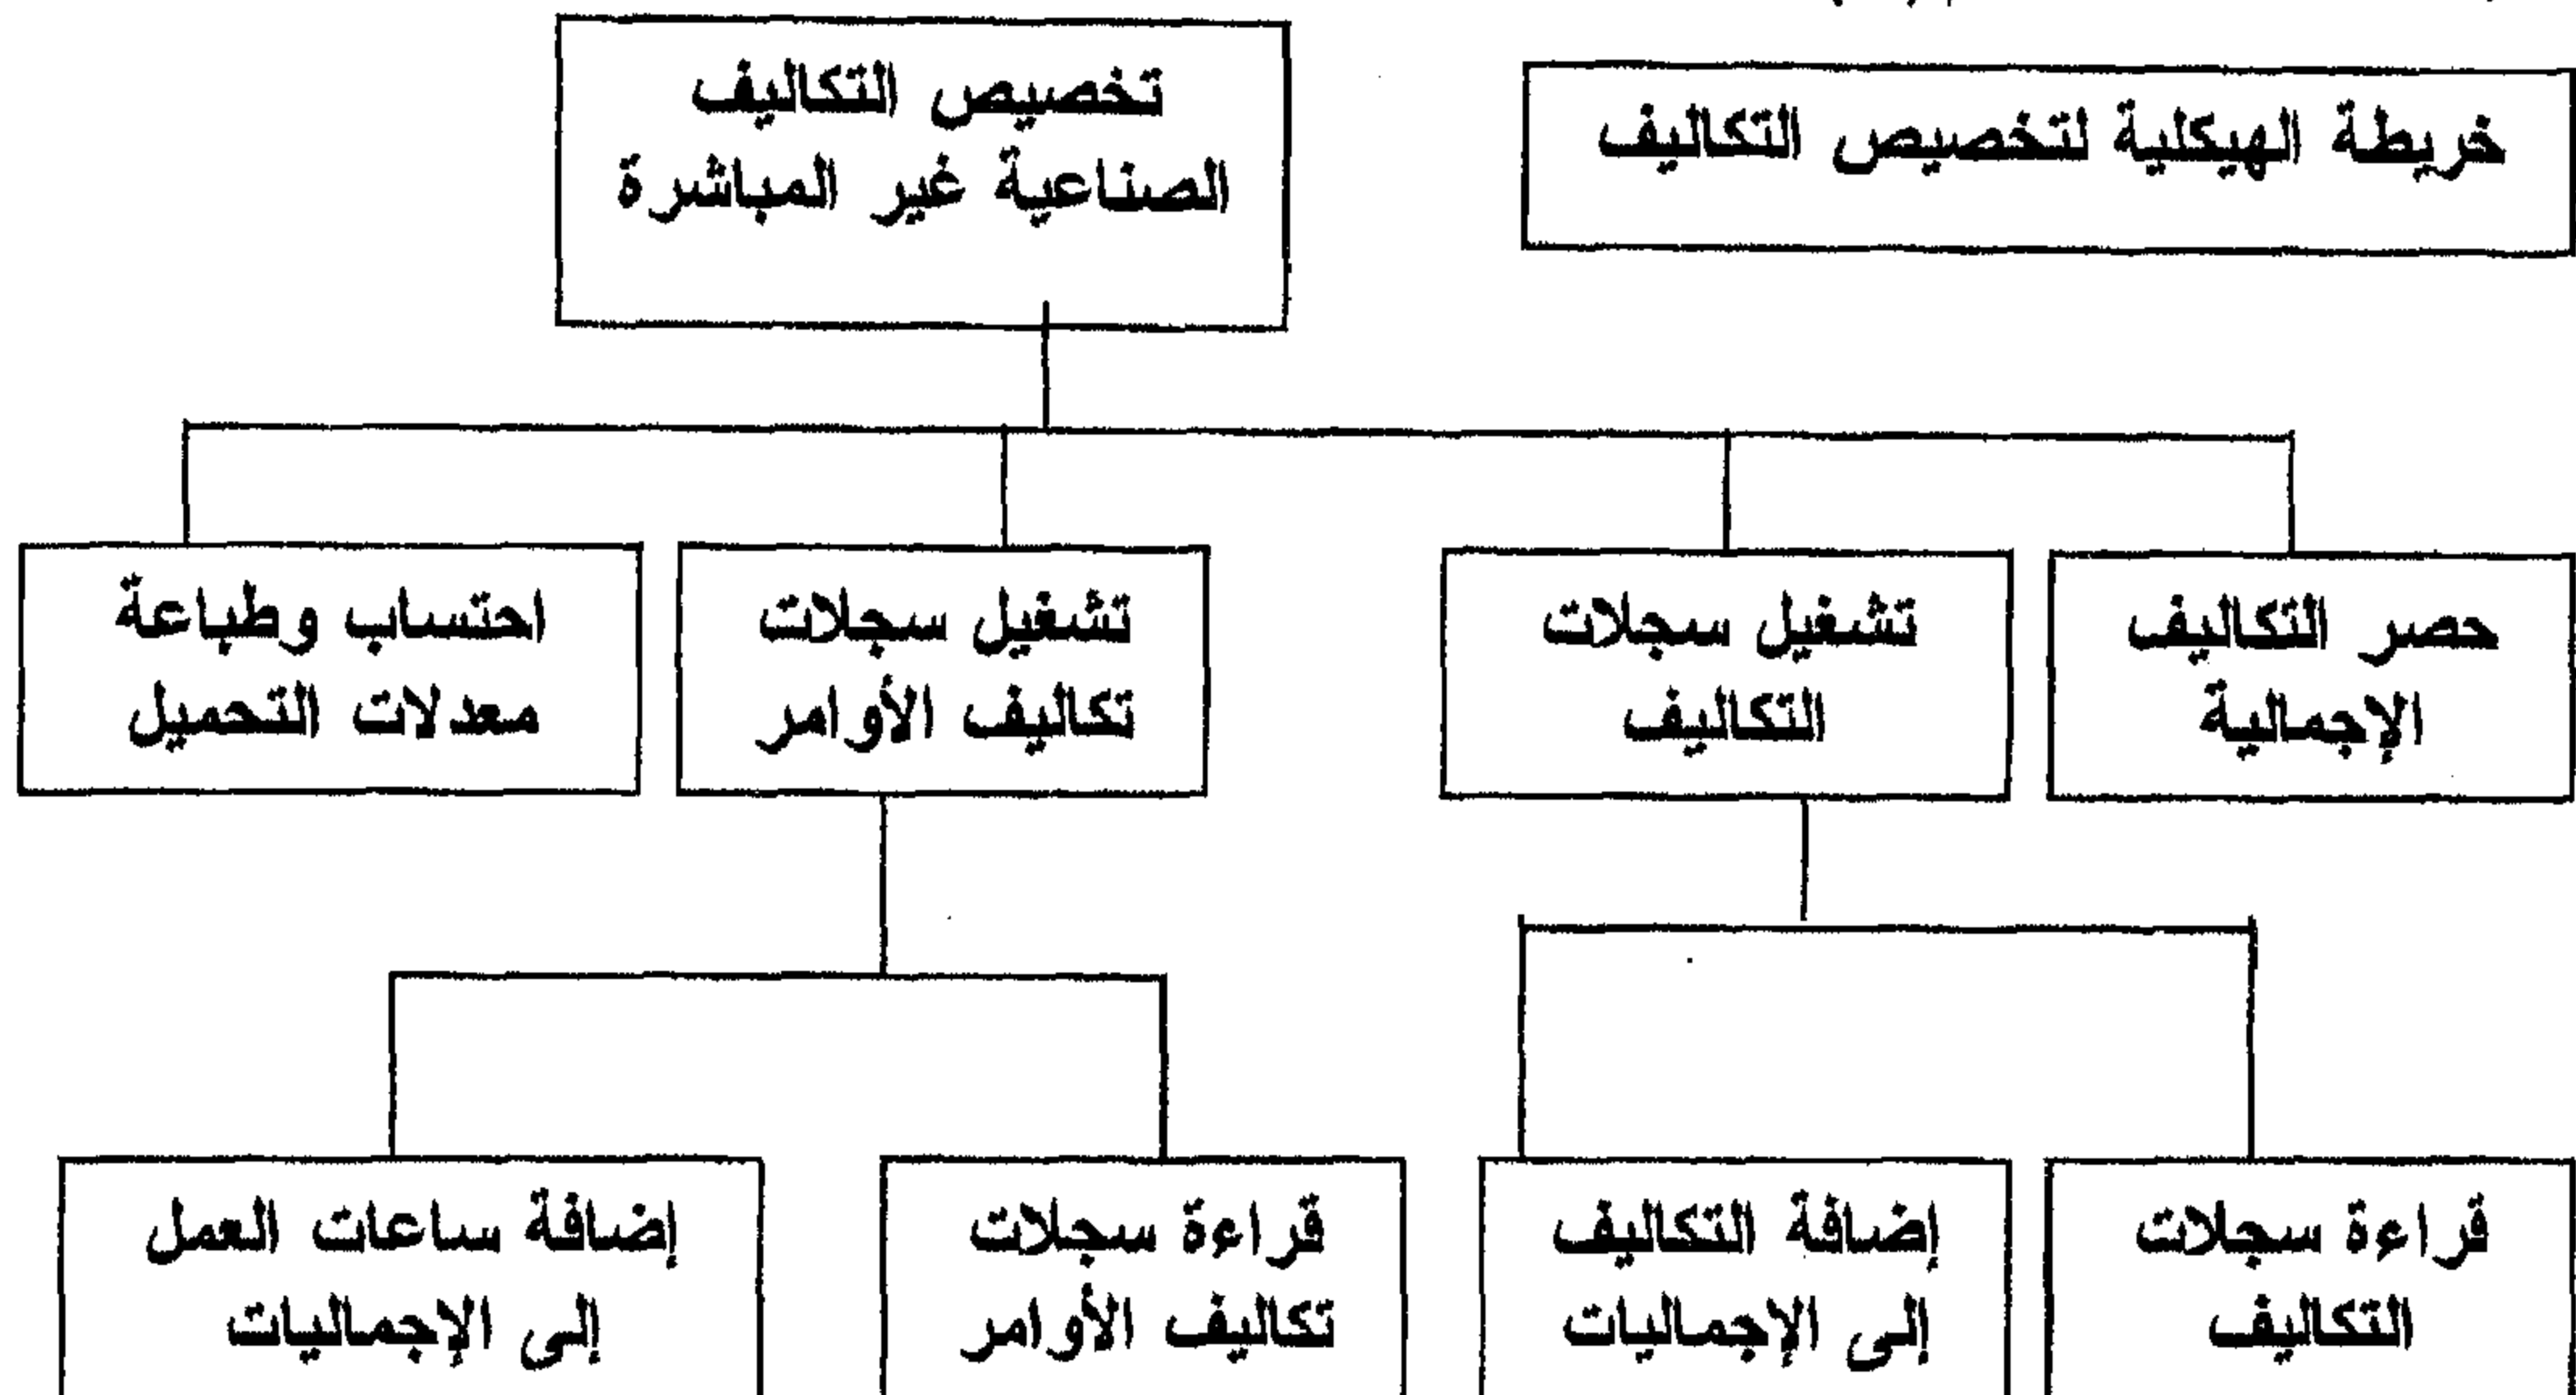 خريطة الهيكلية لتخصيص التكاليف
تخصيص التكاليف
الصناعية غير المباشرة
حصر التكاليف
الإجمالية
تشغيل سجلات
التكاليف
تشغيل سجلات
تكاليف الأوامر
احتساب وطباعة
معدلات التحميل
قراءة سجلات
التكاليف
إضافة التكاليف
إلى الإجماليات
قراءة سجلات
تكاليف الأوامر
إضافة ساعات العمل
إلى الإجماليات